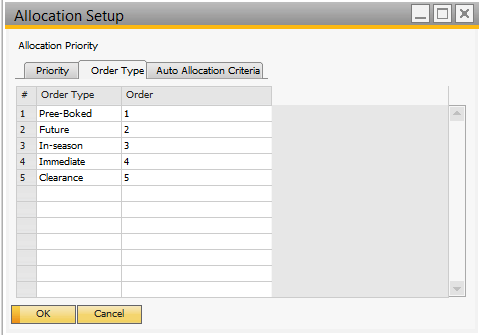 Allocation Setup
Allocation Priority
Priority Order Type Auto Allocation Criteria
# Order Type Order
1 Pree-Boked 1
2 Future 2
3 In-season 3
4 Immediate 4
5 Clearance 5
OK Cancel